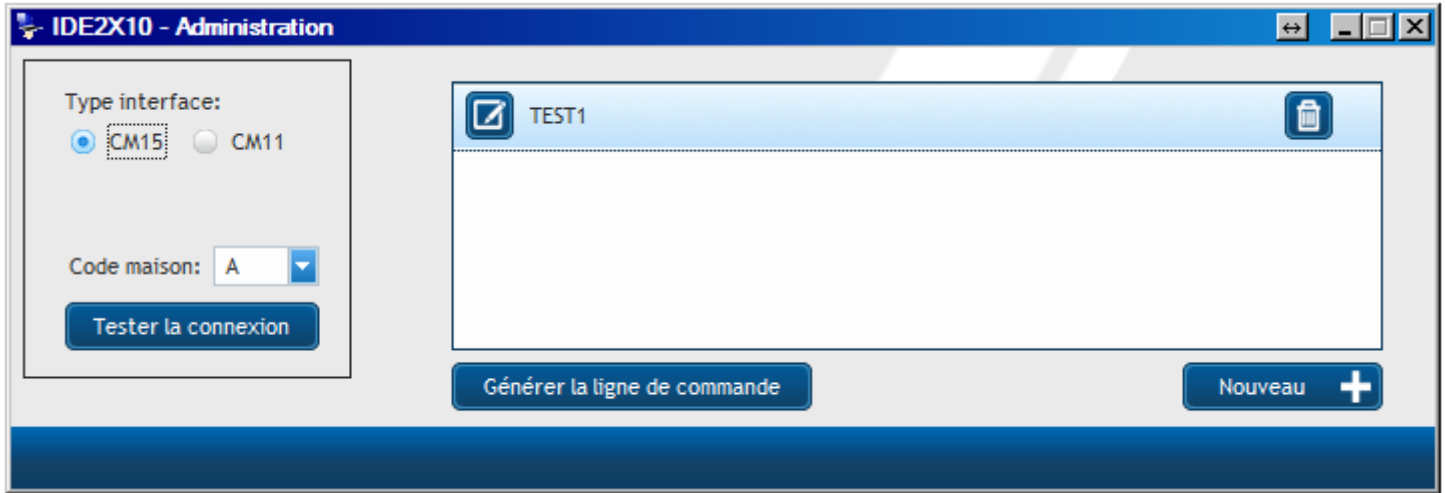 IDE2X10 - Administration
Type interface:
CM15 CM11
Code maison: A
Tester la connexion
TEST1
Générer la ligne de commande
Nouveau